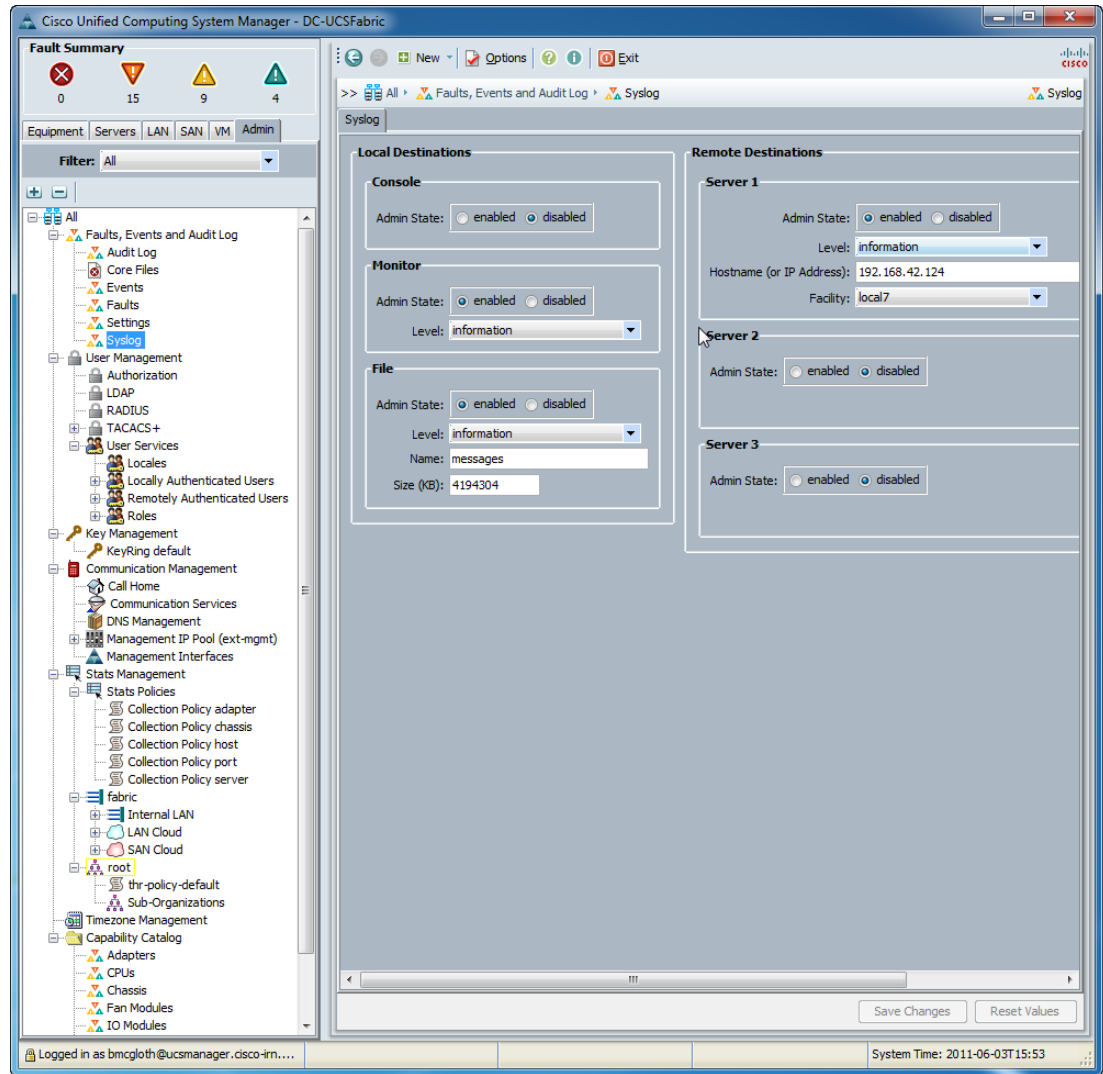 Cisco Unified Computing System Manager - DC-UCSFabric
Fault Summary
0 15 9 4
Equipment Servers LAN SAN VM Admin
Filter: All
All
Faults, Events and Audit Log
Audit Log
Core Files
Events
Faults
Settings
Syslog
User Management
Authorization
LDAP
RADIUS
TACACS+
User Services
Locales
Locally Authenticated Users
Remotely Authenticated Users
Roles
Key Management
KeyRing default
Communication Management
Call Home
Communication Services
DNS Management
Management IP Pool (ext-mgmt)
Management Interfaces
Stats Management
Stats Policies
Collection Policy adapter
Collection Policy chassis
Collection Policy host
Collection Policy port
Collection Policy server
fabric
Internal LAN
LAN Cloud
SAN Cloud
root
thr-policy-default
Sub-Organizations
Timezone Management
Capability Catalog
Adapters
CPUs
Chassis
Fan Modules
IO Modules
New Options Exit
CISCO
>> All Faults, Events and Audit Log Syslog Syslog
Syslog
Local Destinations
Console
Admin State: enabled disabled
Monitor
Admin State: enabled disabled
Level: information
File
Admin State: enabled disabled
Level: information
Name: messages
Size (KB): 4194304
Remote Destinations
Server 1
Admin State: enabled disabled
Level: information
Hostname (or IP Address): 192.168.42.124
Facility: local7
Server 2
Admin State: enabled disabled
Server 3
Admin State: enabled disabled
Save Changes Reset Values
Logged in as bmcgloth@ucsmanager.cisco-irn....
System Time: 2011-06-03T15:53